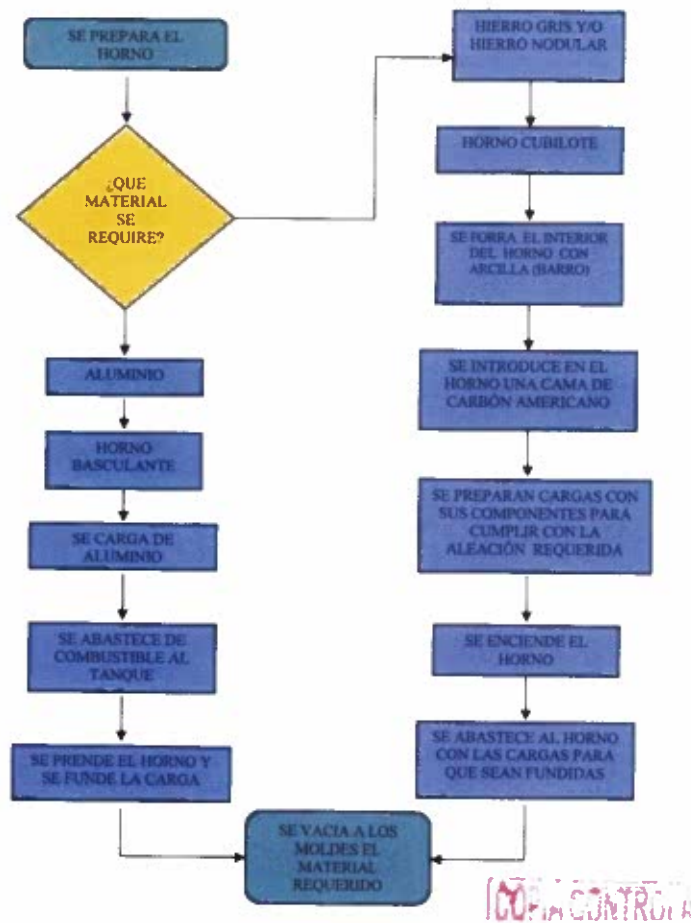 SE PREPARA EL
HORNO
¿QUE
MATERIAL
SE
REQUIRE?
ALUMINIO
HORNO
BASCULANTE
SE CARGA DE
ALUMINIO
SE ABASTECE DE
COMBUSTIBLE AL
TANQUE
SE PRENDE EL HORNO Y
SE FUNDE LA CARGA
HIERRO GRIS Y/O
HIERRO NODULAR
HORNO CUBILOTE
SE FORRA EL INTERIOR
DEL HORNO CON
ARCILLA (BARRO)
SE INTRODUCE EN EL
HORNO UNA CAMA DE
CARBÓN AMERICANO
SE PREPARAN CARGAS CON
SUS COMPONENTES PARA
CUMPLIR CON LA
ALEACIÓN REQUERIDA
SE ENCIENDE EL
HORNO
SE ABASTECE AL HORNO
CON LAS CARGAS PARA
QUE SEAN FUNDIDAS
SE VACIA A LOS
MOLDES EL
MATERIAL
REQUERIDO
COPIA